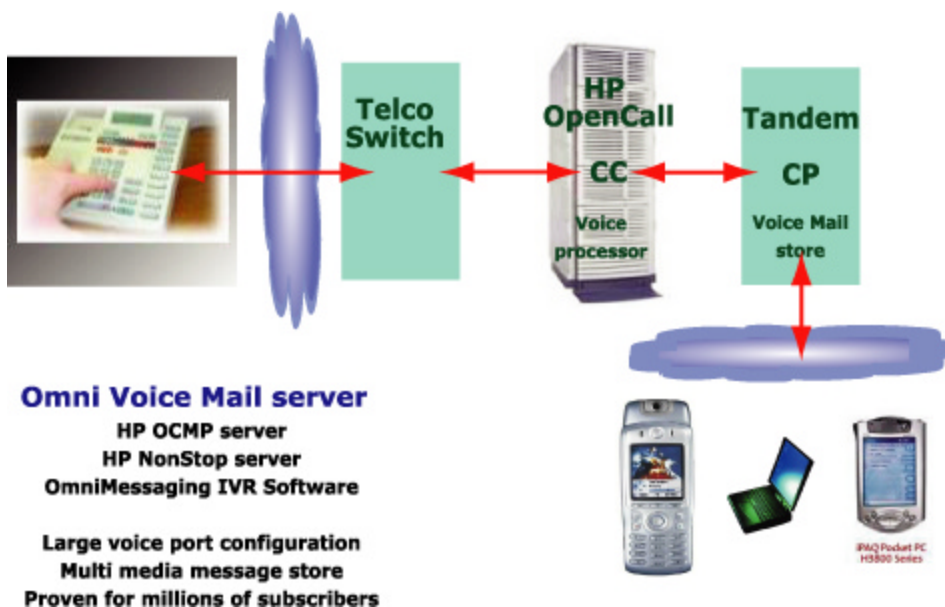 Telco
Switch
HP
OpenCall
CC
Voice
processor
Tandem
CP
Voice Mail
store
Omni Voice Mail server
HP OCMP server
HP NonStop server
OmniMessaging IVR Software
Large voice port configuration
Multi media message store
Proven for millions of subscribers
iPAQ Pocket PC
H3800 Series